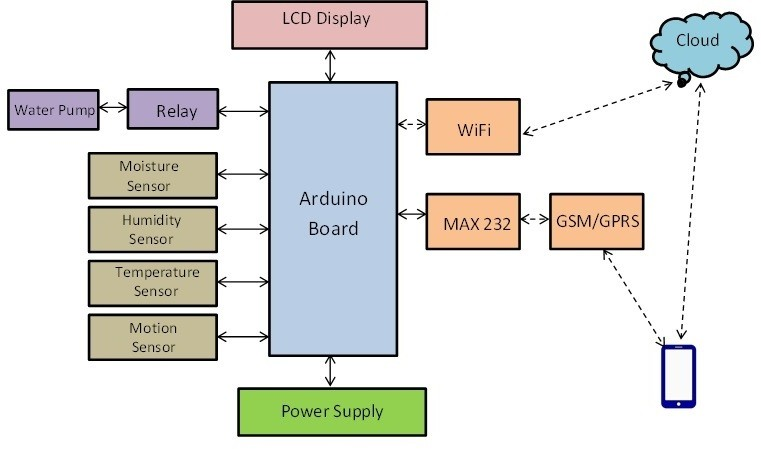 LCD Display
Cloud
Water Pump
Relay
WiFi
Moisture
Sensor
Arduino
Board
Humidity
Sensor
MAX 232
GSM/GPRS
Temperature
Sensor
Motion
Sensor
Power Supply